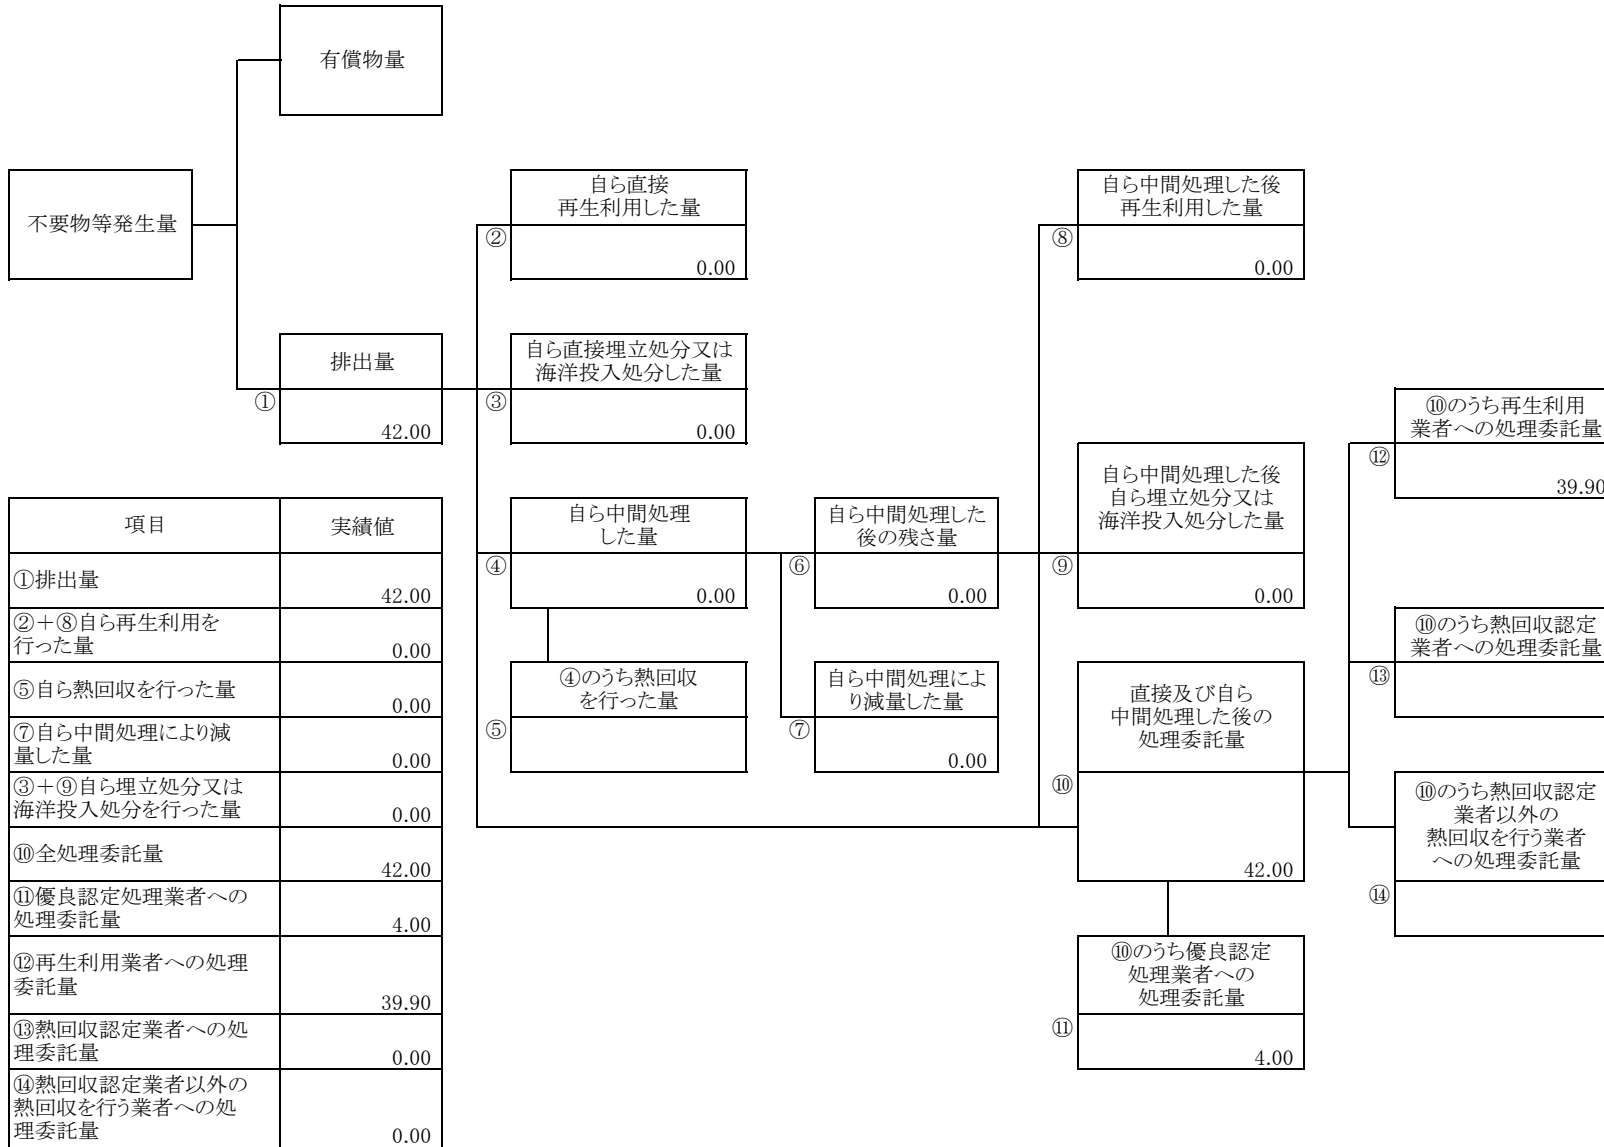 有償物量
不要物等発生量
自ら直接
再生利用した量
②
0.00
自ら中間処理した後
再生利用した量
⑧
0.00
排出量
①
42.00
自ら直接埋立処分又は
海洋投入処分した量
③
0.00
⑩のうち再生利用
業者への処理委託量
⑫
39.90
自ら中間処理
した量
④
0.00
自ら中間処理した
後の残さ量
⑥
0.00
自ら中間処理した後
自ら埋立処分又は
海洋投入処分した量
⑨
0.00
⑩のうち熱回収認定
業者への処理委託量
⑬
④のうち熱回収
を行った量
⑤
自ら中間処理によ
り減量した量
⑦
0.00
直接及び自ら
中間処理した後の
処理委託量
⑩
42.00
⑩のうち熱回収認定
業者以外の
熱回収を行う業者
への処理委託量
⑭
⑩のうち優良認定
処理業者への
処理委託量
⑪
4.00
項目 実績値
①排出量
42.00
②+⑧自ら再生利用を
行った量
0.00
⑤自ら熱回収を行った量
0.00
⑦自ら中間処理により減
量した量
0.00
③+⑨自ら埋立処分又は
海洋投入処分を行った量
0.00
⑩全処理委託量
42.00
⑪優良認定処理業者への
処理委託量
4.00
⑫再生利用業者への処理
委託量
39.90
⑬熱回収認定業者への処
理委託量
0.00
⑭熱回収認定業者以外の
熱回収を行う業者への処
理委託量
0.00